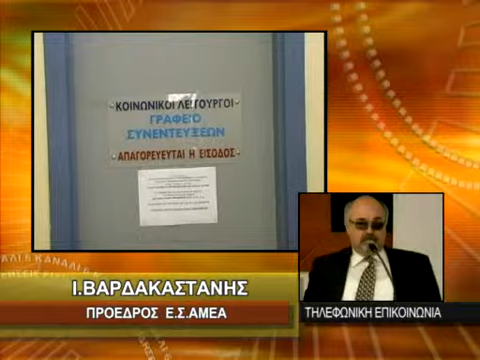 ΚΟΙΝΩΝΙΚΟΙ ΛΕΙΤΟΥΡΓΟΙ
ΓΡΑΦΕΙΟ
ΣΥΝΕΝΤΕΥΞΕΩΝ
ΑΠΑΓΟΡΕΥΕΤΑΙ Η ΕΙΣΟΔΟΣ
Ι.ΒΑΡΔΑΚΑΣΤΑΝΗΣ
ΠΡΟΕΔΡΟΣ Ε.Σ.ΑΜΕΑ
ΤΗΛΕΦΩΝΙΚΗ ΕΠΙΚΟΙΝΩΝΙΑ